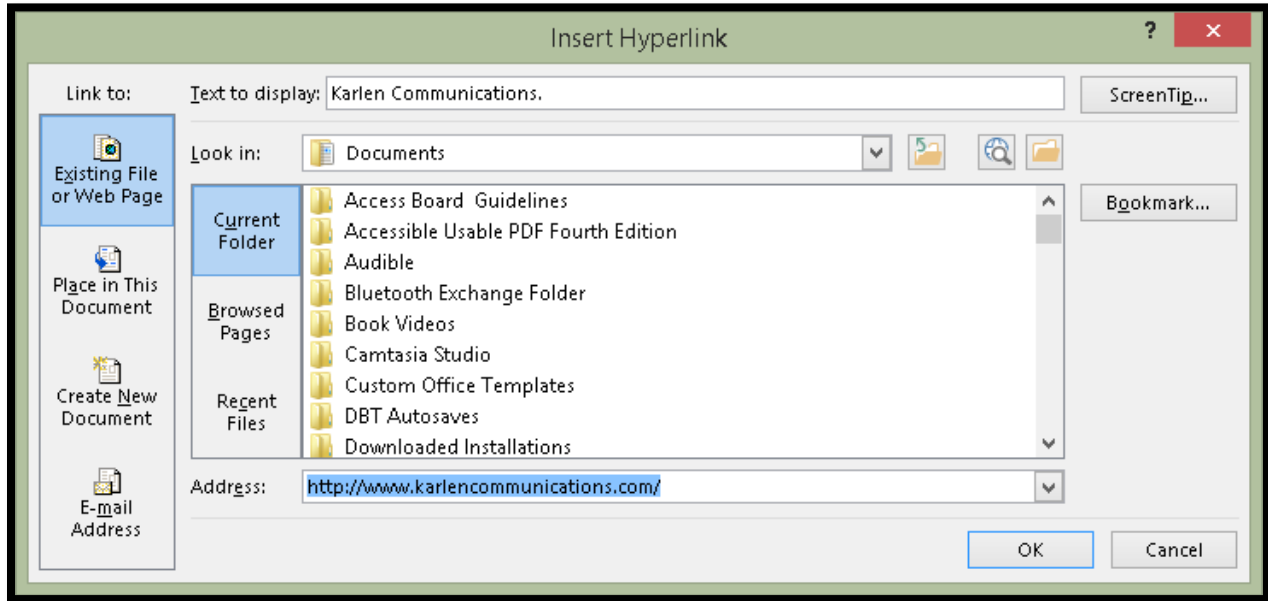 Insert Hyperlink
?
Link to:
Text to display: Karlen Communications.
ScreenTip...
Existing File
or Web Page
Look in: Documents
Current
Folder
Access Board  Guidelines
Accessible Usable PDF Fourth Edition
Audible
Bluetooth Exchange Folder
Book Videos
Camtasia Studio
Custom Office Templates
DBT Autosaves
Downloaded Installations
Bookmark...
Place in This
Document
Browsed
Pages
Create New
Document
Recent
Files
E-mail
Address
Address: http://www.karlencommunications.com/
OK
Cancel